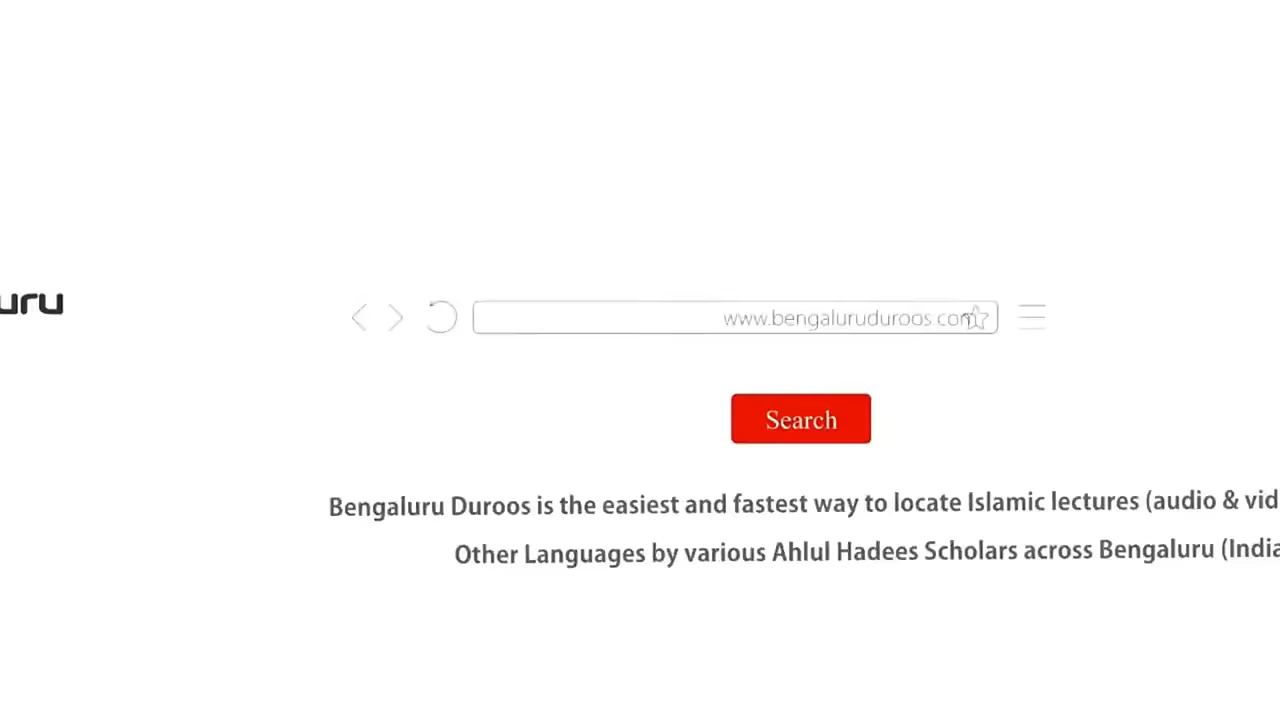 uru
www.bengaluruduroos.com
Search
Bengaluru Duroos is the easiest and fastest way to locate Islamic lectures (audio & vid
Other Languages by various Ahlul Hadees Scholars across Bengaluru (India